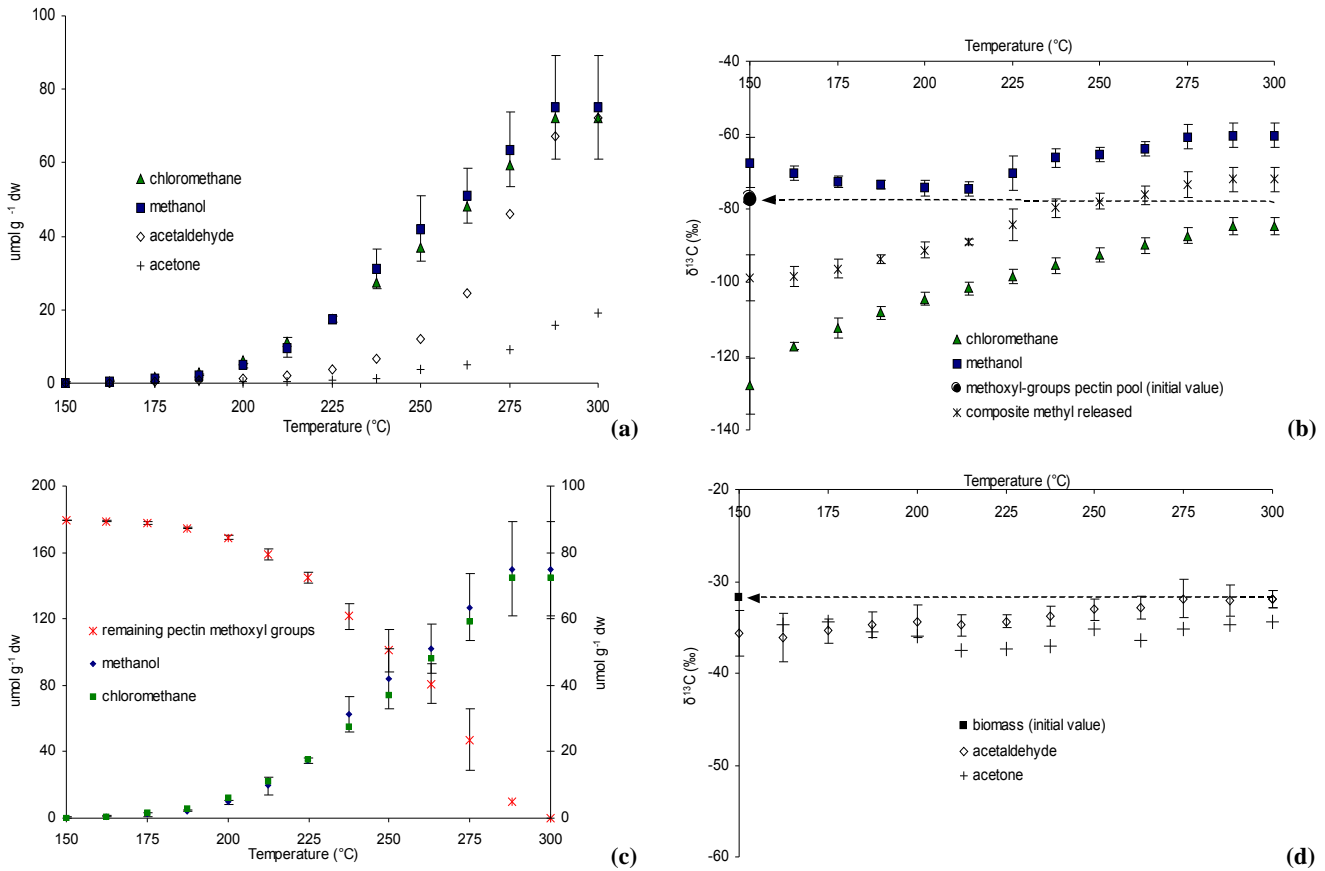 100
80
60
40
20
0
umol g ⁻¹ dw
chloromethane
methanol
acetaldehyde
acetone
150 175 200 225 250 275 300
Temperature (°C)
(a)
Temperature (°C)
150 175 200 225 250 275 300
-40
-60
-80
-100
-120
-140
δ¹³C (‰)
chloromethane
methanol
methoxyl-groups pectin pool (initial value)
composite methyl released
(b)
200
160
120
80
40
0
umol g⁻¹ dw
remaining pectin methoxyl groups
methanol
chloromethane
100
80
60
40
20
0
umol g⁻¹ dw
150 175 200 225 250 275 300
Temperature (°C)
(c)
Temperature (°C)
150 175 200 225 250 275 300
-20
-30
-40
-50
-60
δ¹³C (‰)
biomass (initial value)
acetaldehyde
acetone
(d)